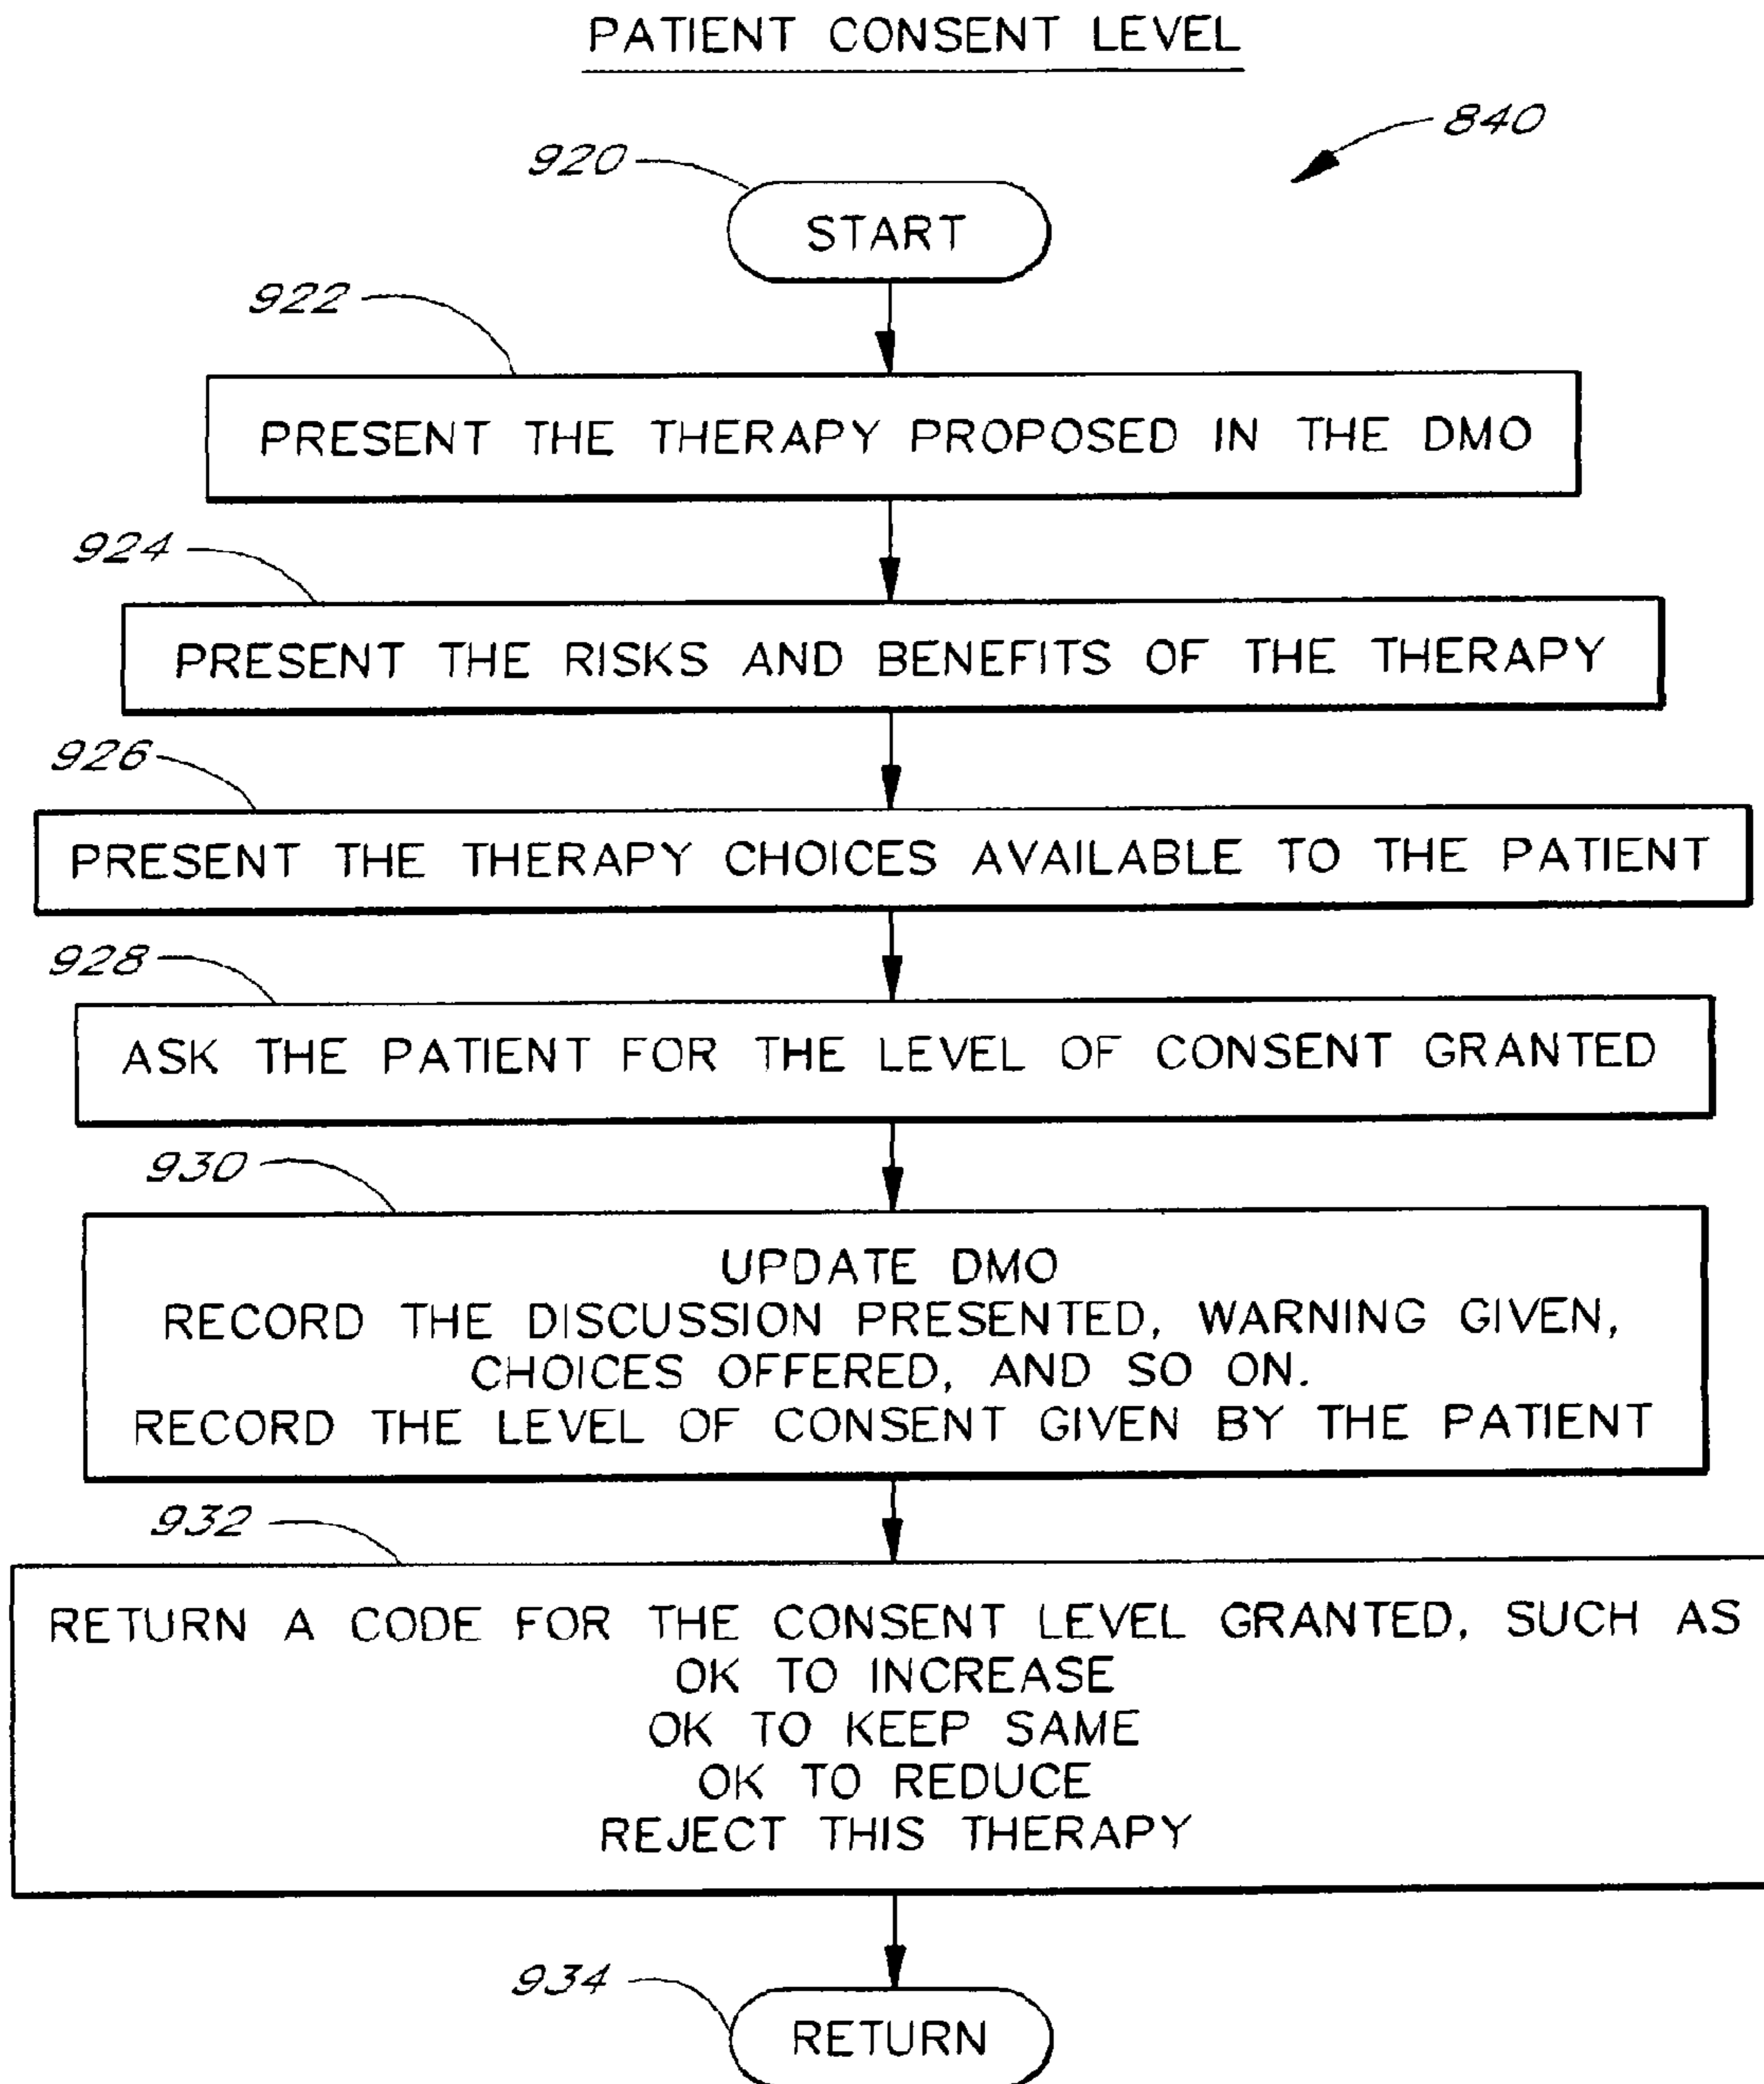 PATIENT CONSENT LEVEL
840
920
START
922
PRESENT THE THERAPY PROPOSED IN THE DMO
924
PRESENT THE RISKS AND BENEFITS OF THE THERAPY
926
PRESENT THE THERAPY CHOICES AVAILABLE TO THE PATIENT
928
ASK THE PATIENT FOR THE LEVEL OF CONSENT GRANTED
930
UPDATE DMO
RECORD THE DISCUSSION PRESENTED, WARNING GIVEN,
CHOICES OFFERED, AND SO ON.
RECORD THE LEVEL OF CONSENT GIVEN BY THE PATIENT
932
RETURN A CODE FOR THE CONSENT LEVEL GRANTED, SUCH AS
OK TO INCREASE
OK TO KEEP SAME
OK TO REDUCE
REJECT THIS THERAPY
934
RETURN